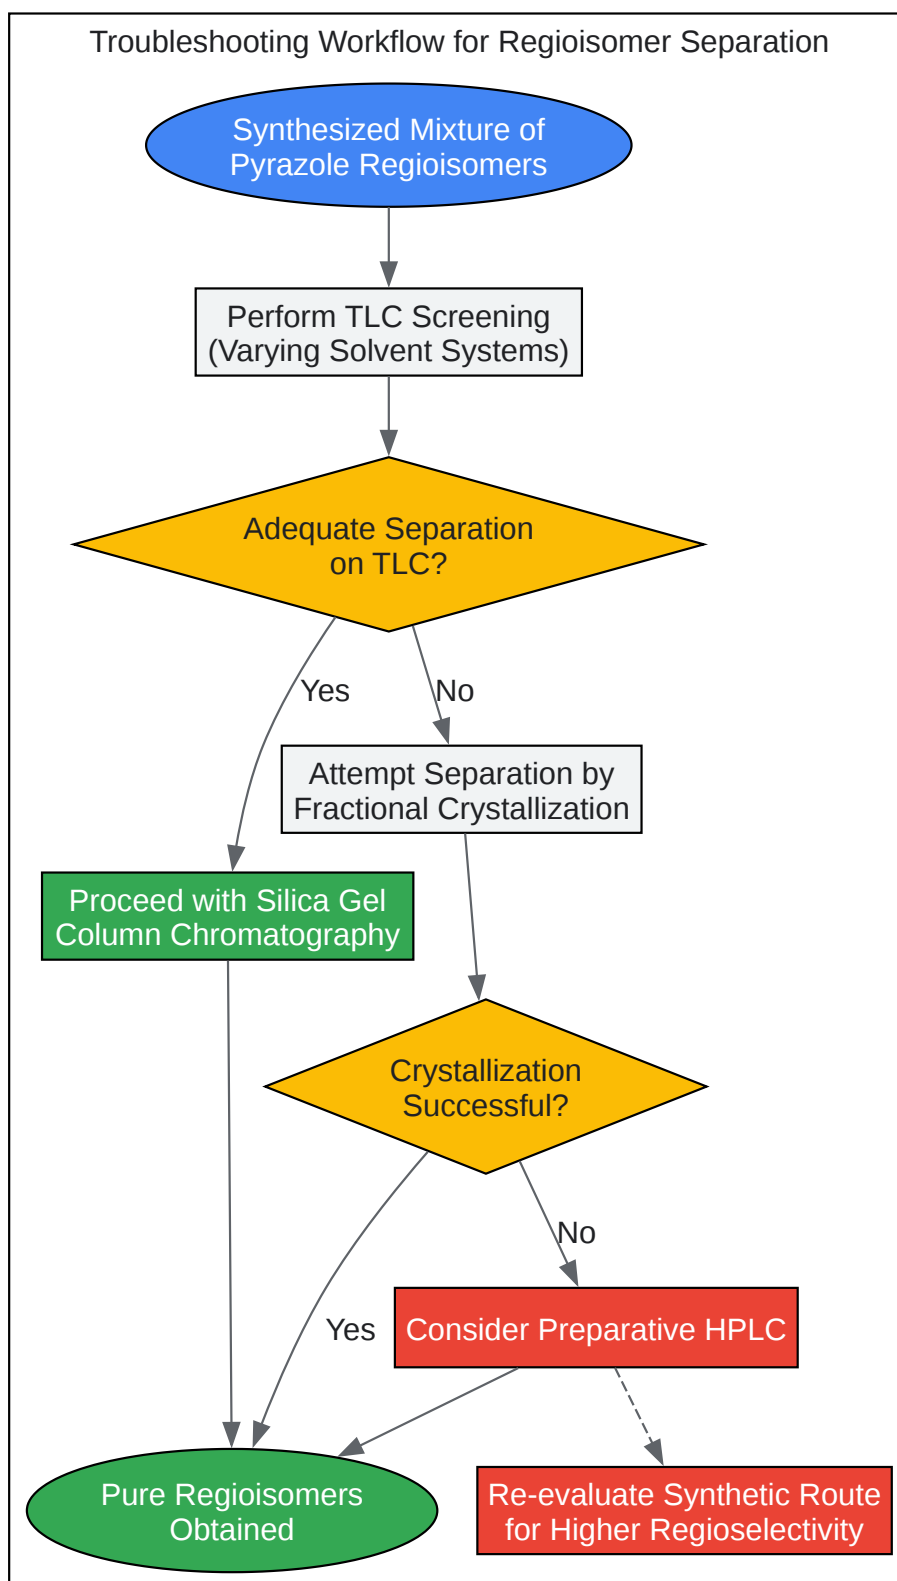 Troubleshooting Workflow for Regioisomer Separation
Synthesized Mixture of
Pyrazole Regioisomers
Perform TLC Screening
(Varying Solvent Systems)
Adequate Separation
on TLC?
Yes
No
Attempt Separation by
Fractional Crystallization
Proceed with Silica Gel
Column Chromatography
Crystallization
Successful?
No
Yes
Consider Preparative HPLC
Pure Regioisomers
Obtained
Re-evaluate Synthetic Route
for Higher Regioselectivity